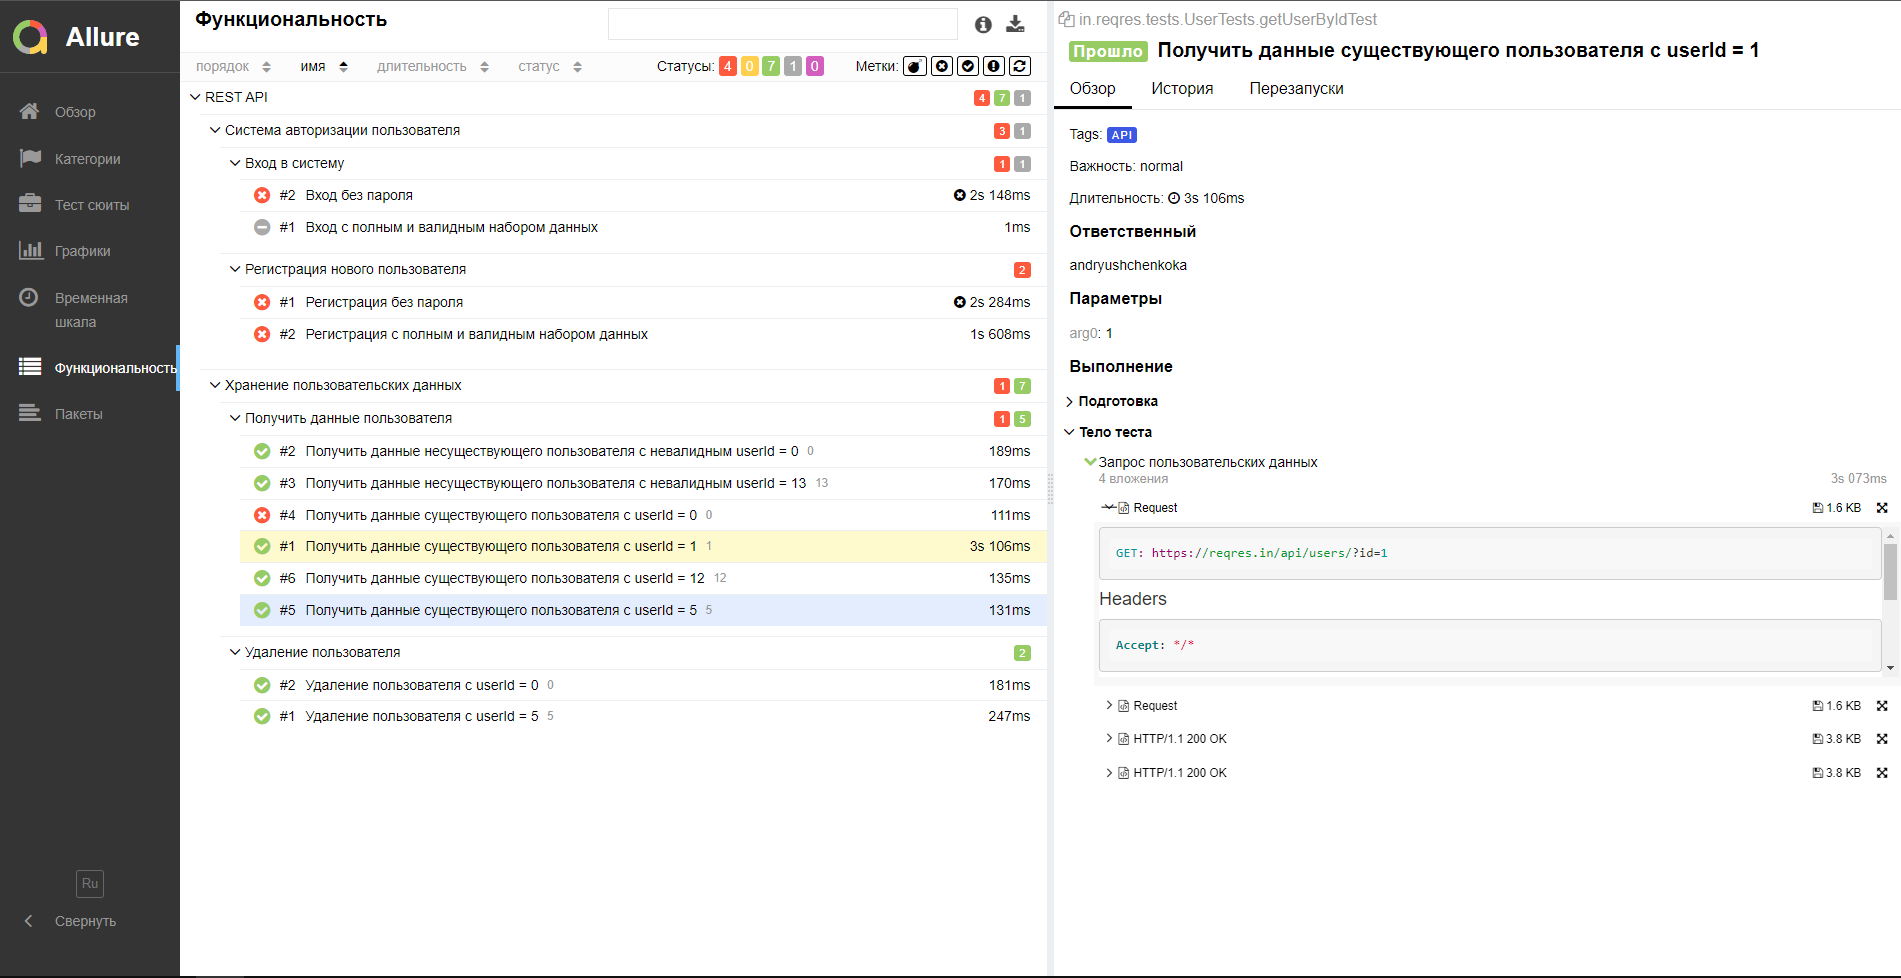 Allure
Обзор
Категории
Тест сюиты
Графики
Временная
шкала
Функциональность
Пакеты
Ru
Свернуть
Функциональность
порядок имя длительность статус Статусы: 4 0 7 1 0 Метки:
REST API 4 7 1
Система авторизации пользователя 3 1
Вход в систему 1 1
#2 Вход без пароля 2s 148ms
#1 Вход с полным и валидным набором данных 1ms
Регистрация нового пользователя 2
#1 Регистрация без пароля 2s 284ms
#2 Регистрация с полным и валидным набором данных 1s 608ms
Хранение пользовательских данных 1 7
Получить данные пользователя 1 5
#2 Получить данные несуществующего пользователя с невалидным userId = 0 0 189ms
#3 Получить данные несуществующего пользователя с невалидным userId = 13 13 170ms
#4 Получить данные существующего пользователя с userId = 0 0 111ms
#1 Получить данные существующего пользователя с userId = 1 1 3s 106ms
#6 Получить данные существующего пользователя с userId = 12 12 135ms
#5 Получить данные существующего пользователя с userId = 5 5 131ms
Удаление пользователя 2
#2 Удаление пользователя с userId = 0 0 181ms
#1 Удаление пользователя с userId = 5 5 247ms
in.reqres.tests.UserTests.getUserByIdTest
Прошло Получить данные существующего пользователя с userId = 1
Обзор История Перезапуски
Tags: API
Важность: normal
Длительность: 3s 106ms
Ответственный
andryushchenkoka
Параметры
arg0: 1
Выполнение
Подготовка
Тело теста
Запрос пользовательских данных
4 вложения 3s 073ms
Request 1.6 KB
GET: https://reqres.in/api/users/?id=1
Headers
Accept: */*
Request 1.6 KB
HTTP/1.1 200 OK 3.8 KB
HTTP/1.1 200 OK 3.8 KB